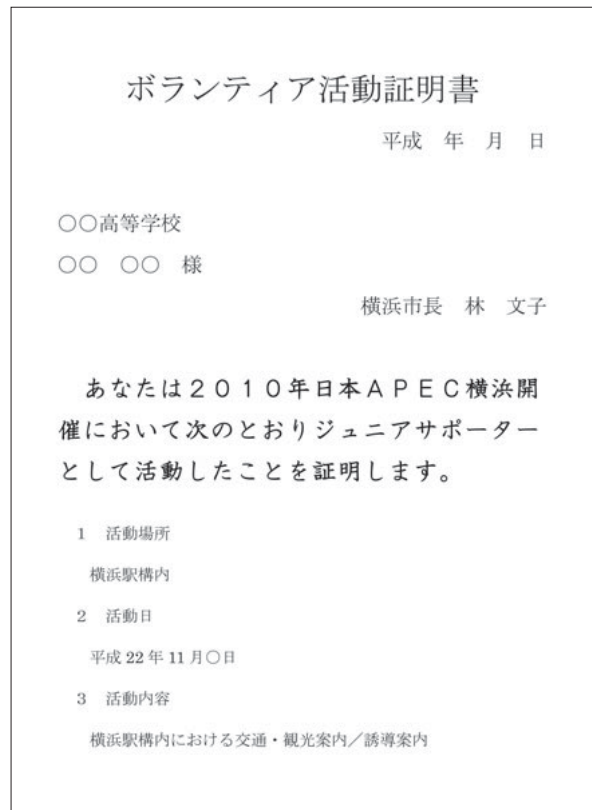 ボランティア活動証明書
平成　年　月　日
○○高等学校
○○　○○　様
横浜市長　林　文子
あなたは２０１０年日本ＡＰＥＣ横浜開
催において次のとおりジュニアサポーター
として活動したことを証明します。
1　活動場所
横浜駅構内
2　活動日
平成 22 年 11 月○日
3　活動内容
横浜駅構内における交通・観光案内／誘導案内